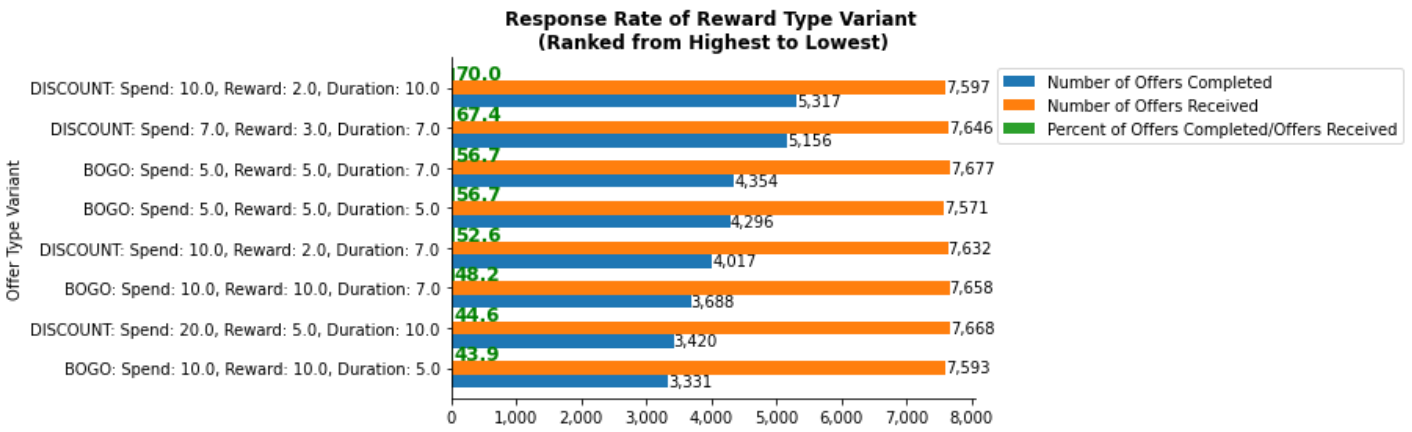 Response Rate of Reward Type Variant
(Ranked from Highest to Lowest)
Offer Type Variant
DISCOUNT: Spend: 10.0, Reward: 2.0, Duration: 10.0
70.0
7,597
5,317
DISCOUNT: Spend: 7.0, Reward: 3.0, Duration: 7.0
67.4
7,646
5,156
BOGO: Spend: 5.0, Reward: 5.0, Duration: 7.0
56.7
7,677
4,354
BOGO: Spend: 5.0, Reward: 5.0, Duration: 5.0
56.7
7,571
4,296
DISCOUNT: Spend: 10.0, Reward: 2.0, Duration: 7.0
52.6
7,632
4,017
BOGO: Spend: 10.0, Reward: 10.0, Duration: 7.0
48.2
7,658
3,688
DISCOUNT: Spend: 20.0, Reward: 5.0, Duration: 10.0
44.6
7,668
3,420
BOGO: Spend: 10.0, Reward: 10.0, Duration: 5.0
43.9
7,593
3,331
0 1,000 2,000 3,000 4,000 5,000 6,000 7,000 8,000
Number of Offers Completed
Number of Offers Received
Percent of Offers Completed/Offers Received